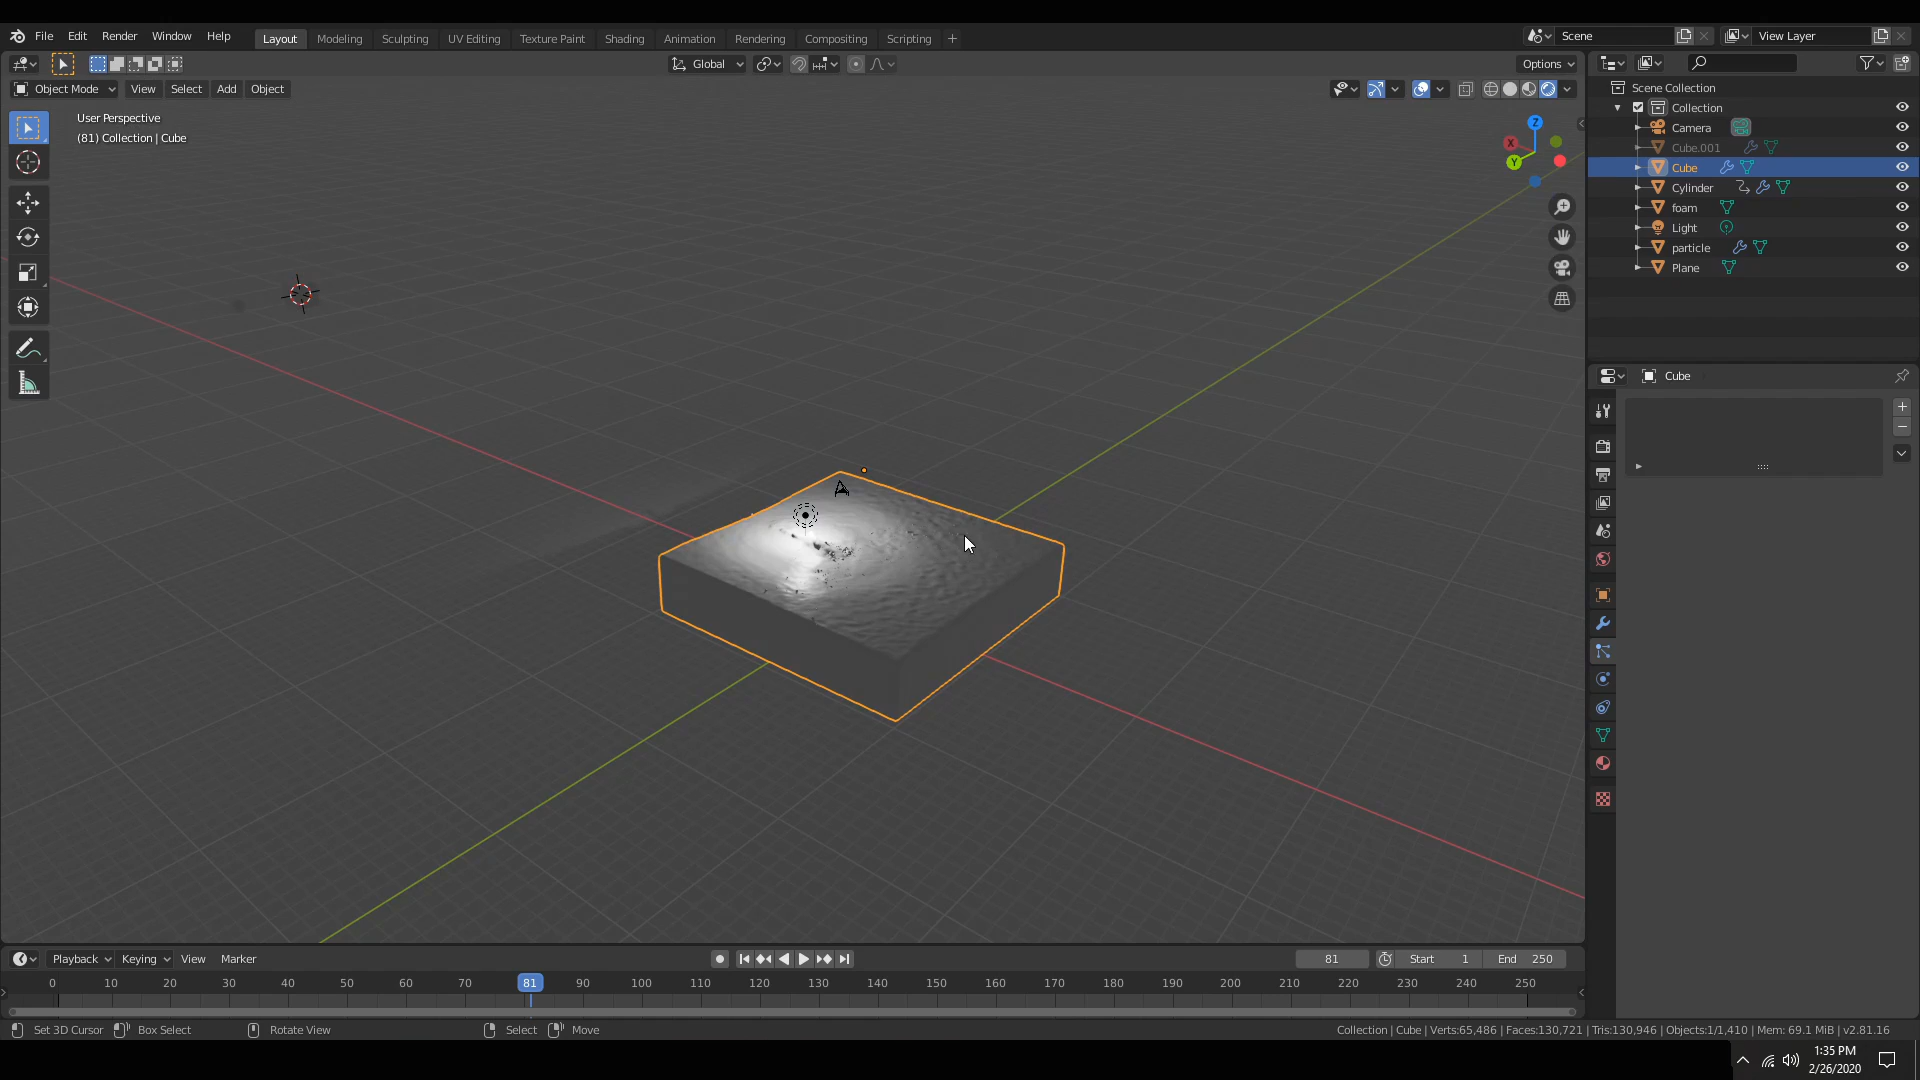 File Edit Render Window Help Layout Modeling Sculpting UV Editing Texture Paint Shading Animation Rendering Compositing Scripting + Scene View Layer
Global Options
Object Mode View Select Add Object
User Perspective
(81) Collection | Cube
Z
X
Y
Scene Collection
Collection
Camera
Cube.001
Cube
Cylinder
foam
Light
particle
Plane
Cube
Playback Keying View Marker 81 Start 1 End 250
0 10 20 30 40 50 60 70 81 90 100 110 120 130 140 150 160 170 180 190 200 210 220 230 240 250
Set 3D Cursor Box Select Rotate View Select Move Collection | Cube | Verts:65,486 | Faces:130,721 | Tris:130,946 | Objects:1/1,410 | Mem: 69.1 MiB | v2.81.16
1:35 PM
2/26/2020